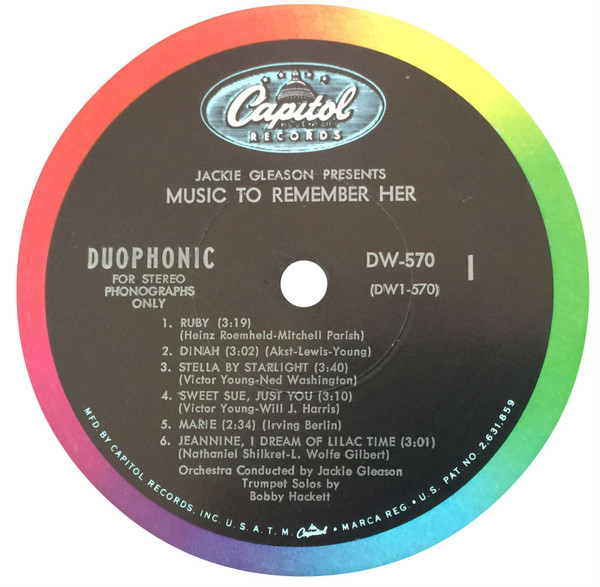 Capitol
RECORDS
JACKIE GLEASON PRESENTS
MUSIC TO REMEMBER HER
DUOPHONIC
FOR STEREO
PHONOGRAPHS
ONLY
DW-570
(DW1-570)
1
1. RUBY (3:19)
(Heinz Roemheld-Mitchell Parish)
2. DINAH (3:02) (Akst-Lewis-Young)
3. STELLA BY STARLIGHT (3:40)
(Victor Young-Ned Washington)
4. SWEET SUE, JUST YOU (3:10)
(Victor Young-Will J. Harris)
5. MARIE (2:34) (Irving Berlin)
6. JEANNINE, I DREAM OF LILAC TIME (3:01)
(Nathaniel Shilkret-L. Wolfe Gilbert)
Orchestra Conducted by Jackie Gleason
Trumpet Solos by
Bobby Hackett
MFD. BY CAPITOL RECORDS, INC. U. S. A. T. M. Capitol • MARCA REG. • U. S. PAT. NO. 2,631,859